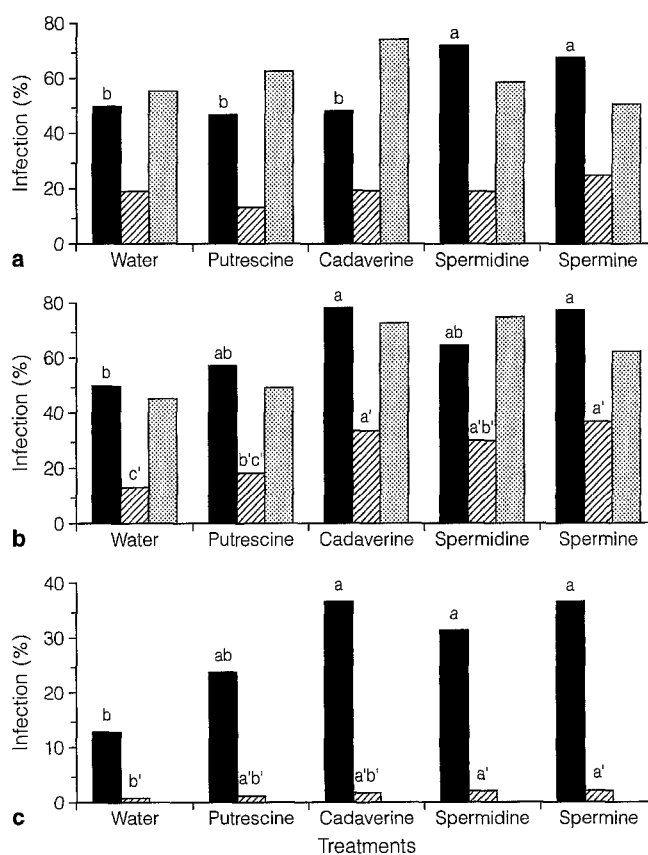 80
a
a
60
b
b
b
40
20
0
Infection (%)
a
Water Putrescine Cadaverine Spermidine Spermine
80
a
a
ab
ab
60
b
40
a'
a'b'
a'
20
c'
b'c'
0
Infection (%)
b
Water Putrescine Cadaverine Spermidine Spermine
40
a
a
a
30
ab
20
b
10
b'
a'b'
a'b'
a'
a'
0
Infection (%)
c
Water Putrescine Cadaverine Spermidine Spermine
Treatments